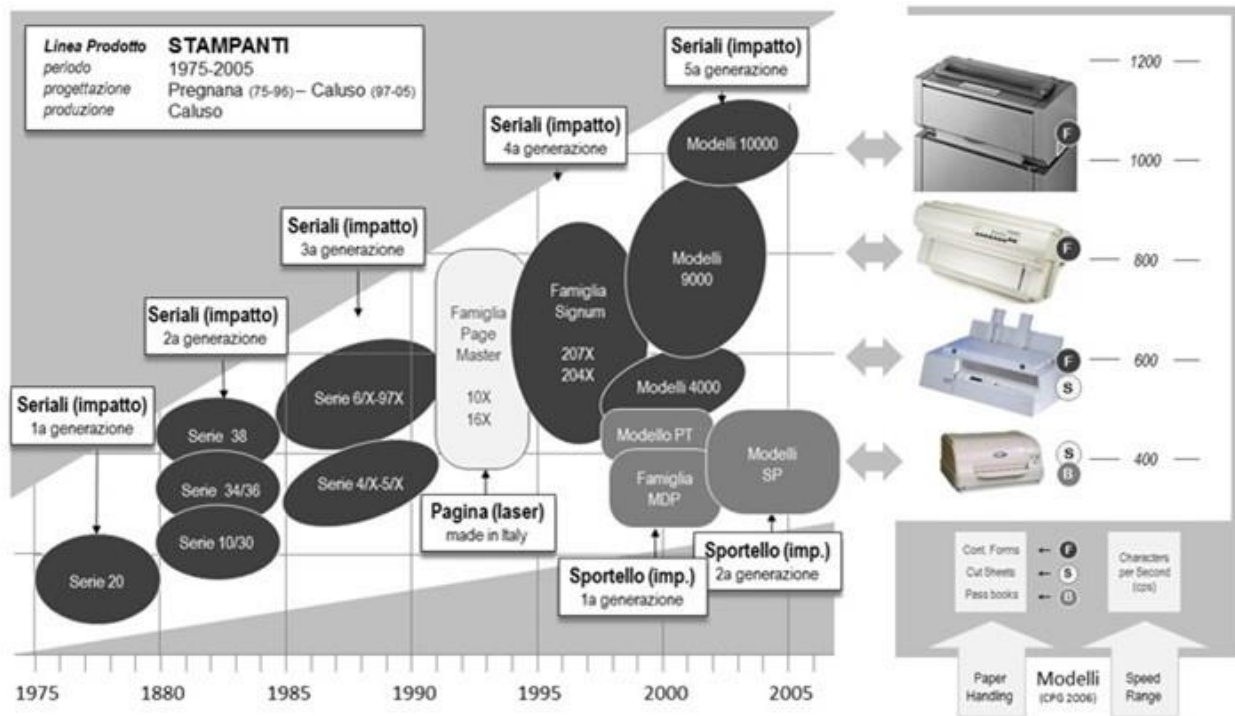 Linea Prodotto STAMPANTI
periodo 1975-2005
progettazione Pregnana (75-96) – Caluso (97-05)
produzione Caluso
Seriali (impatto)
5a generazione
Seriali (impatto)
4a generazione
Seriali (impatto)
3a generazione
Seriali (impatto)
2a generazione
Seriali (impatto)
1a generazione
Modelli 10000
Modelli
9000
Famiglia
Signum
207X
204X
Famiglia
Page
Master
10X
16X
Modelli 4000
Serie 6/X-97X
Serie 4/X-5/X
Serie 38
Serie 34/36
Serie 10/30
Serie 20
Modello PT
Famiglia
MDP
Modelli
SP
Pagina (laser)
made in Italy
Sportello (imp.)
1a generazione
Sportello (imp.)
2a generazione
1975 1880 1985 1990 1995 2000 2005
1200
F
1000
F
800
F
600
S
S
400
B
Cont. Forms ← F
Cut Sheets ← S
Pass books ← B
Characters
per Second
(cps)
Paper
Handling
Modelli
(CPG 2006)
Speed
Range